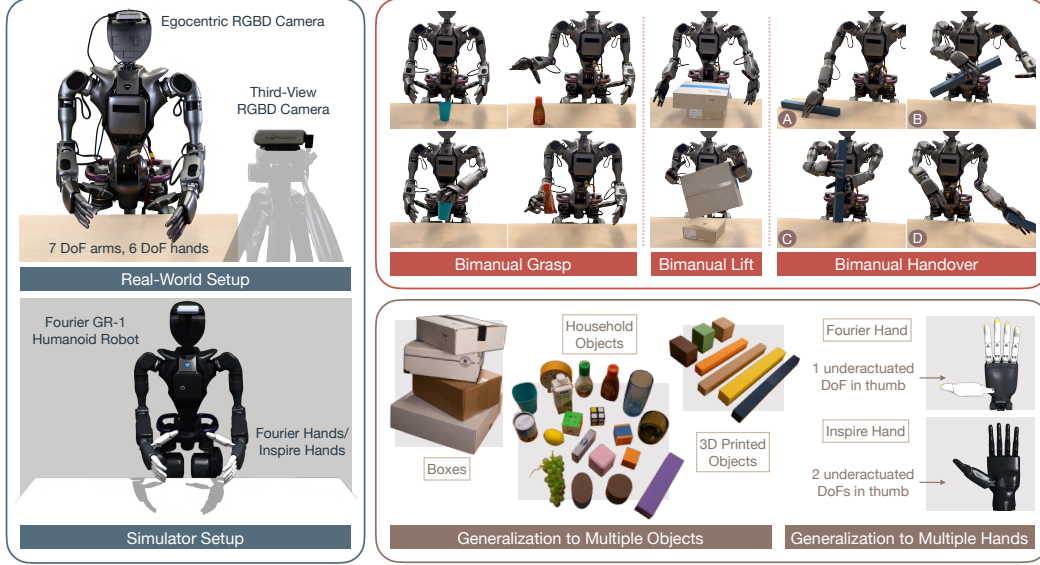 Egocentric RGBD Camera
Third-View
RGBD Camera
7 DoF arms, 6 DoF hands
Real-World Setup
Fourier GR-1
Humanoid Robot
Fourier Hands/
Inspire Hands
Simulator Setup
A
B
C
D
Bimanual Grasp
Bimanual Lift
Bimanual Handover
Household
Objects
Boxes
3D Printed
Objects
Generalization to Multiple Objects
Fourier Hand
1 underactuated
DoF in thumb
Inspire Hand
2 underactuated
DoFs in thumb
Generalization to Multiple Hands